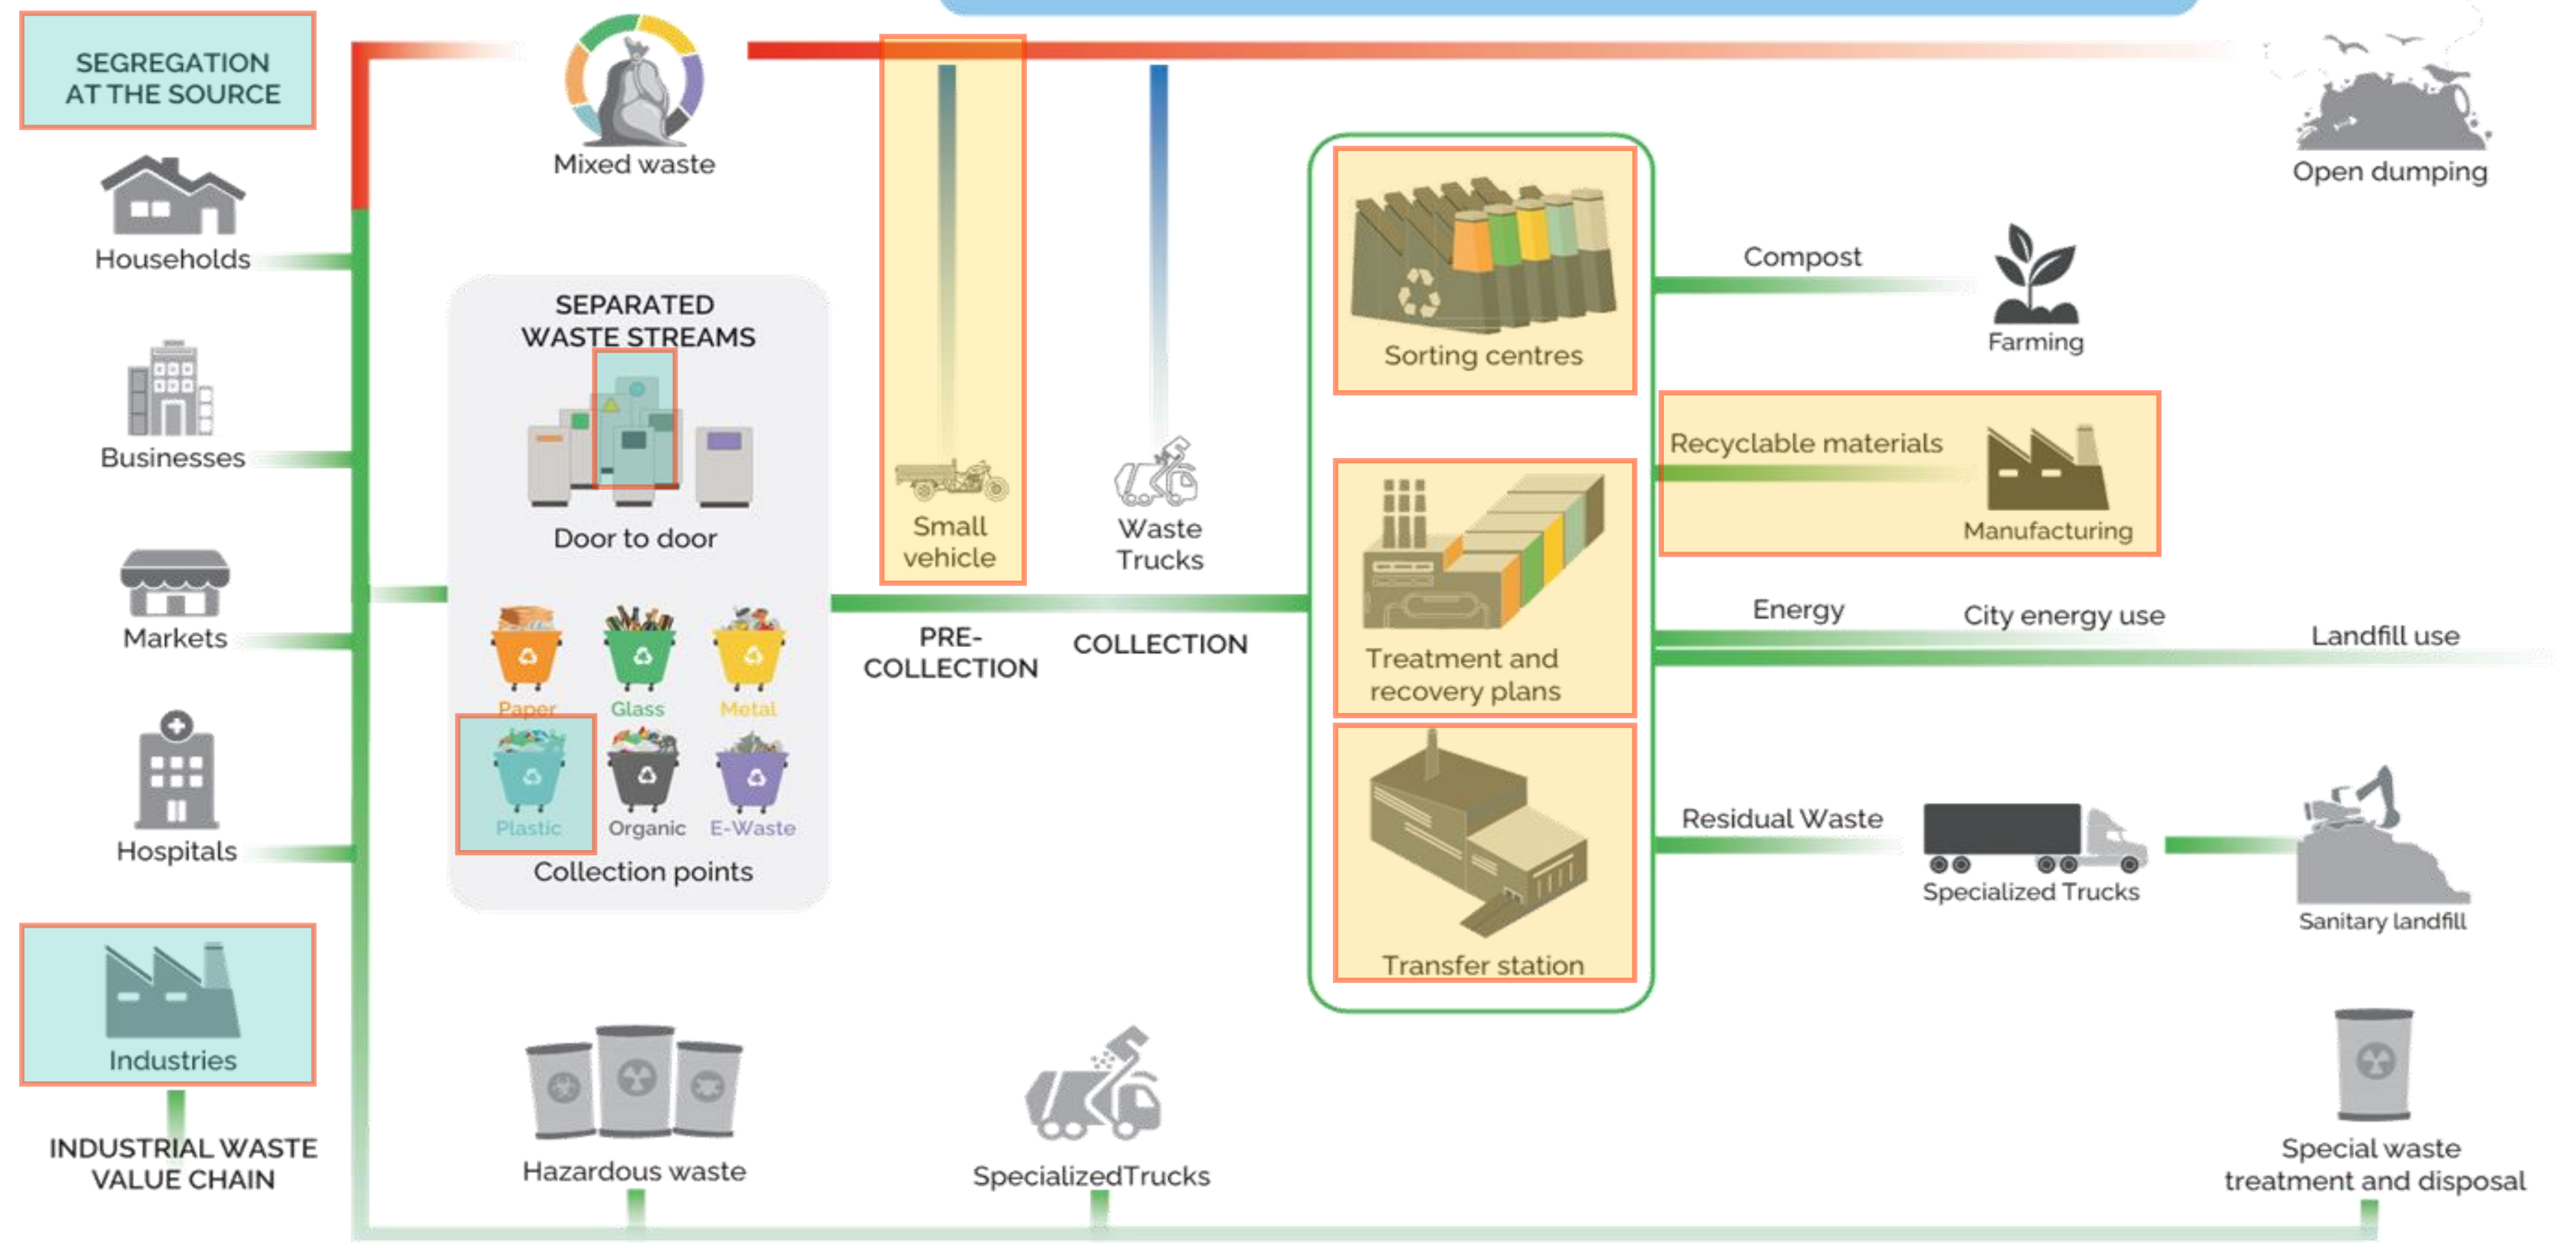 SEGREGATION
AT THE SOURCE
Households
Businesses
Markets
Hospitals
Industries
INDUSTRIAL WASTE
VALUE CHAIN
Mixed waste
SEPARATED
WASTE STREAMS
Door to door
Paper
Glass
Metal
Plastic
Organic
E-Waste
Collection points
Hazardous waste
Small
vehicle
Waste
Trucks
PRE-
COLLECTION
COLLECTION
SpecializedTrucks
Sorting centres
Treatment and
recovery plans
Transfer station
Compost
Farming
Recyclable materials
Manufacturing
Energy
City energy use
Landfill use
Residual Waste
Specialized Trucks
Sanitary landfill
Open dumping
Special waste
treatment and disposal